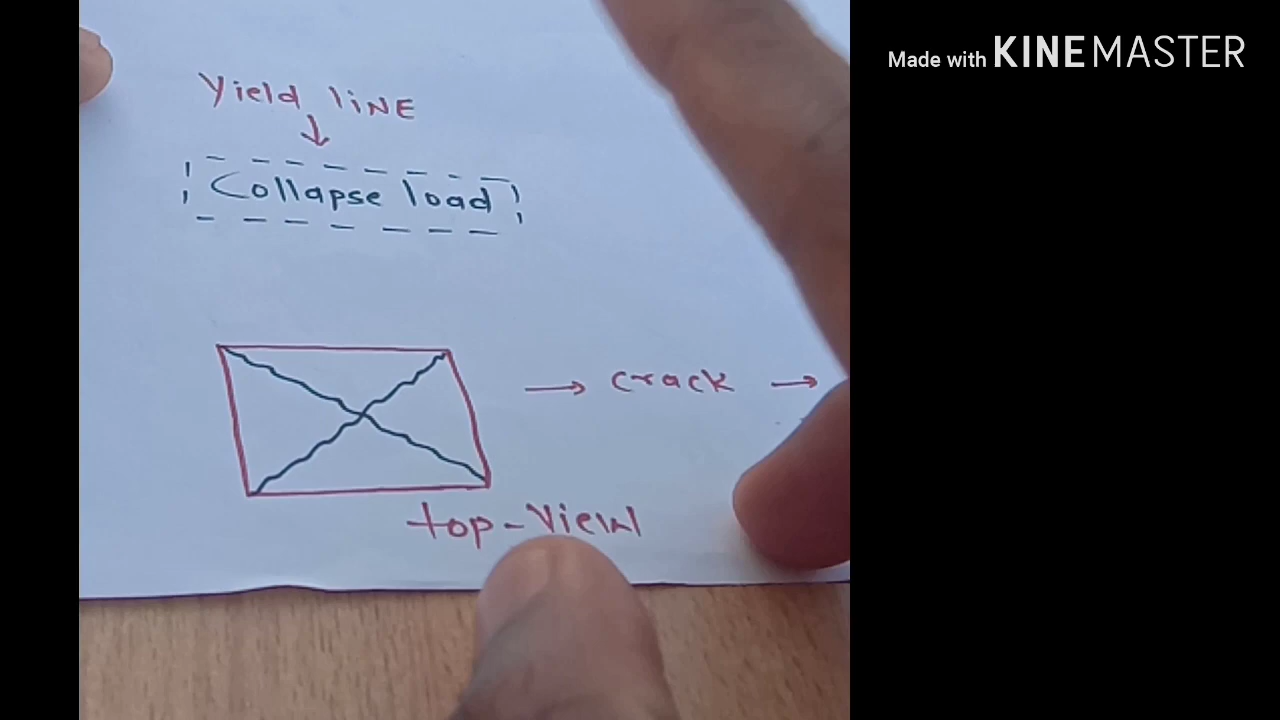 Made with KINEMASTER
Yield liNE
↓
Collapse load
→ crack →
top-View